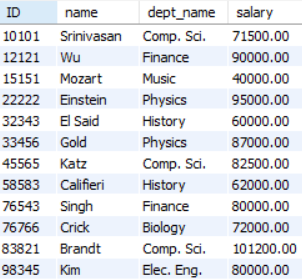 ID name dept_name salary
10101 Srinivasan Comp. Sci. 71500.00
12121 Wu Finance 90000.00
15151 Mozart Music 40000.00
22222 Einstein Physics 95000.00
32343 El Said History 60000.00
33456 Gold Physics 87000.00
45565 Katz Comp. Sci. 82500.00
58583 Califieri History 62000.00
76543 Singh Finance 80000.00
76766 Crick Biology 72000.00
83821 Brandt Comp. Sci. 101200.00
98345 Kim Elec. Eng. 80000.00